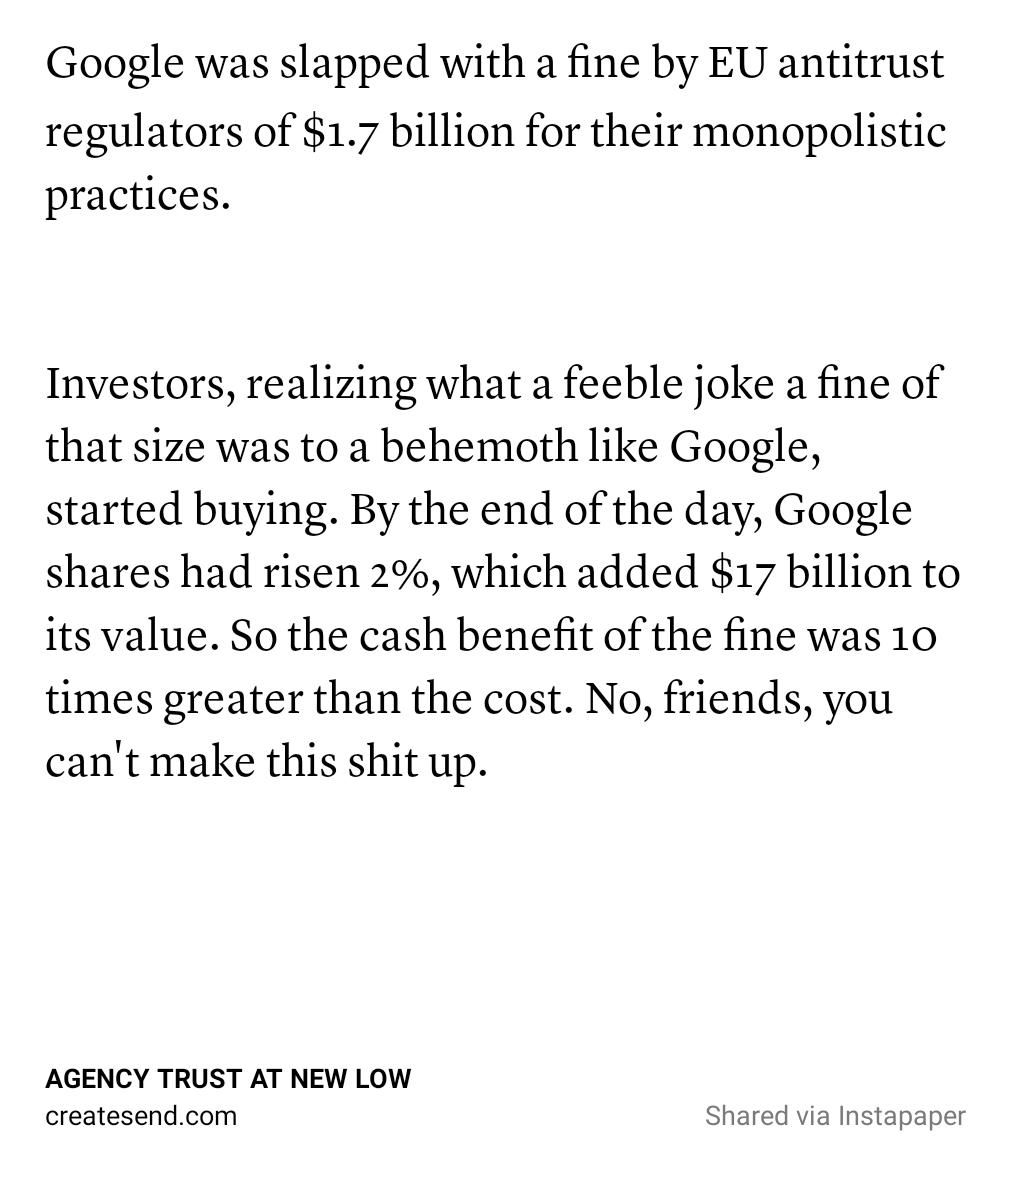 Google was slapped with a fine by EU antitrust
regulators of $1.7 billion for their monopolistic
practices.
Investors, realizing what a feeble joke a fine of
that size was to a behemoth like Google,
started buying. By the end of the day, Google
shares had risen 2%, which added $17 billion to
its value. So the cash benefit of the fine was 10
times greater than the cost. No, friends, you
can't make this shit up.
AGENCY TRUST AT NEW LOW
createsend.com
Shared via Instapaper